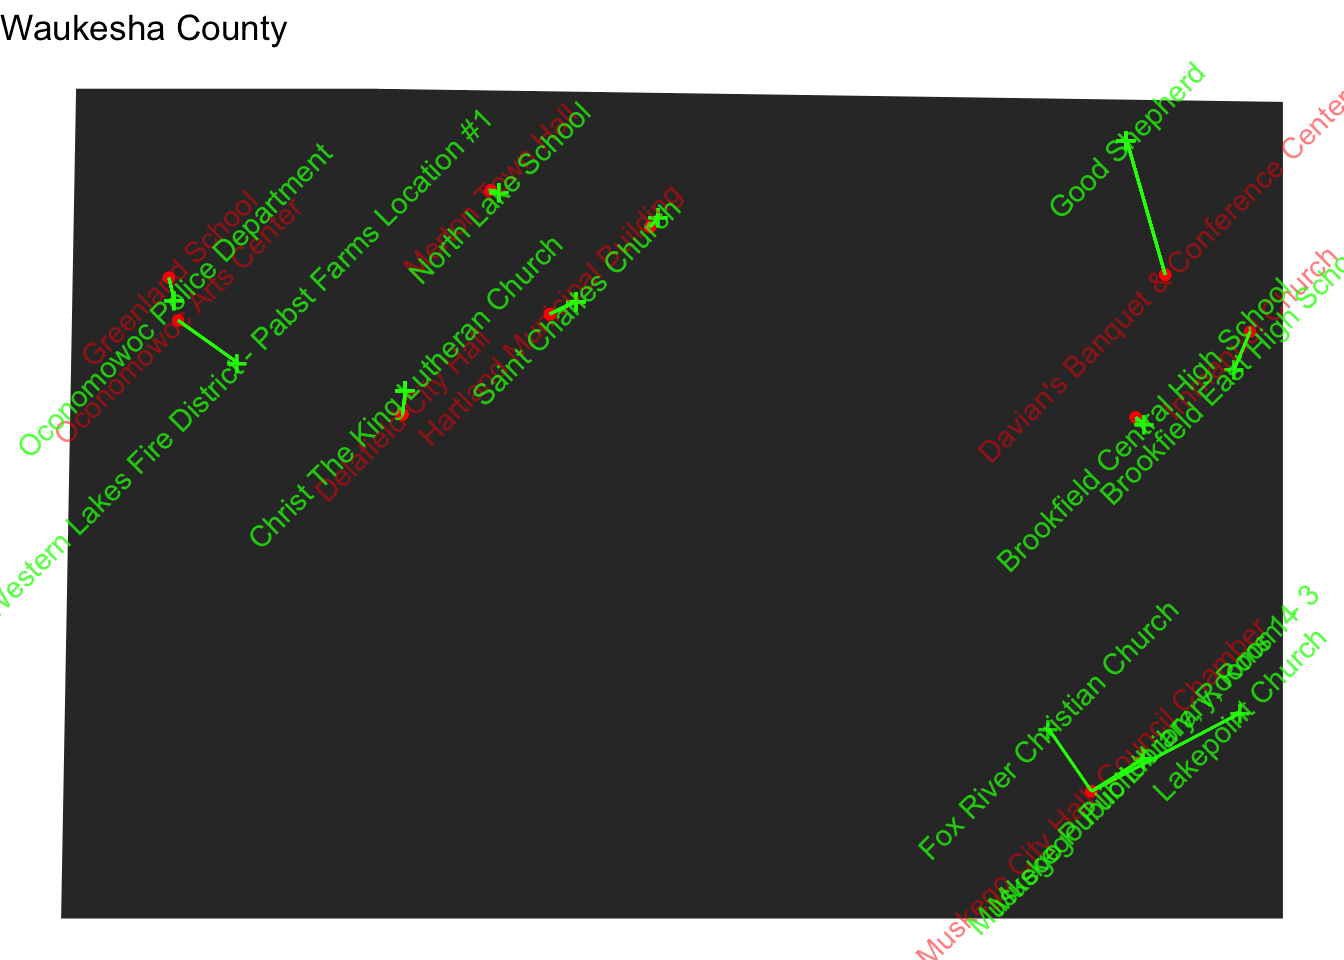 Waukesha County
Good Shepherd
Merton Town Hall
North Lake School
Greenland School
Oconomowoc Police Department
Oconomowoc Arts Center
Western Lakes Fire District - Pabst Farms Location #1
Hartland Municipal Building
Saint Charles Church
Christ The King Lutheran Church
Delafield City Hall
Davian's Banquet & Conference Center
Brookfield Central High School
Brookfield East High Scho
Church
Fox River Christian Church
Muskego City Hall, Council Chamber
Muskego Public Library, Room
Lakepoint Church